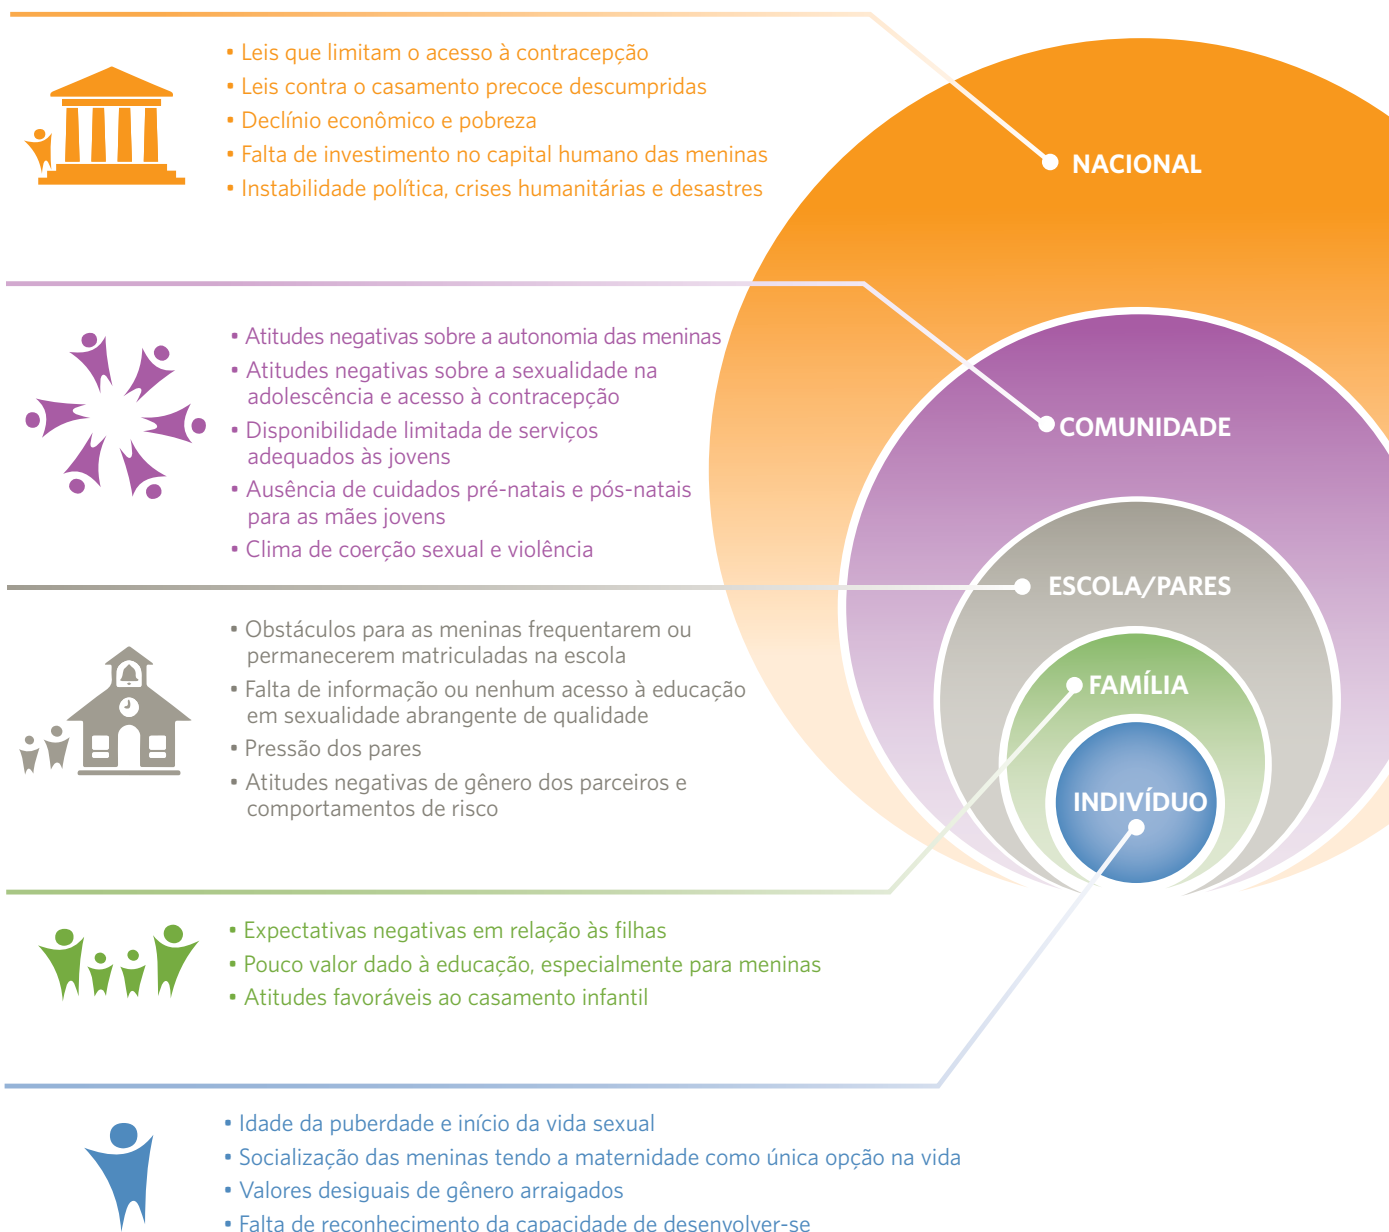 • Leis que limitam o acesso à contracepção
• Leis contra o casamento precoce descumpridas
• Declínio econômico e pobreza
• Falta de investimento no capital humano das meninas
• Instabilidade política, crises humanitárias e desastres
NACIONAL
• Atitudes negativas sobre a autonomia das meninas
• Atitudes negativas sobre a sexualidade na
adolescência e acesso à contracepção
• Disponibilidade limitada de serviços
adequados às jovens
• Ausência de cuidados pré-natais e pós-natais
para as mães jovens
• Clima de coerção sexual e violência
COMUNIDADE
• Obstáculos para as meninas frequentarem ou
permanecerem matriculadas na escola
• Falta de informação ou nenhum acesso à educação
em sexualidade abrangente de qualidade
• Pressão dos pares
• Atitudes negativas de gênero dos parceiros e
comportamentos de risco
ESCOLA/PARES
• Expectativas negativas em relação às filhas
• Pouco valor dado à educação, especialmente para meninas
• Atitudes favoráveis ao casamento infantil
FAMÍLIA
• Idade da puberdade e início da vida sexual
• Socialização das meninas tendo a maternidade como única opção na vida
• Valores desiguais de gênero arraigados
• Falta de reconhecimento da capacidade de desenvolver-se
INDIVÍDUO